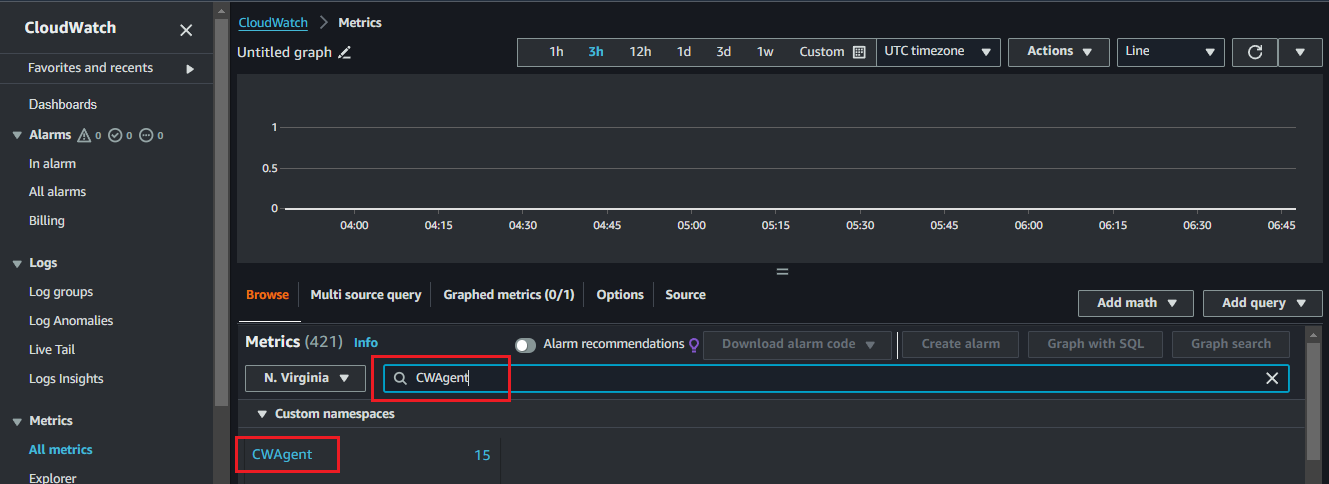 CloudWatch
Favorites and recents
Dashboards
Alarms 0 0 0
In alarm
All alarms
Billing
Logs
Log groups
Log Anomalies
Live Tail
Logs Insights
Metrics
All metrics
Explorer
CloudWatch Metrics
Untitled graph 1h 3h 12h 1d 3d 1w Custom UTC timezone Actions Line
1
0.5
0
04:00 04:15 04:30 04:45 05:00 05:15 05:30 05:45 06:00 06:15 06:30 06:45
Browse Multi source query Graphed metrics (0/1) Options Source Add math Add query
Metrics (421) Info Alarm recommendations Download alarm code Create alarm Graph with SQL Graph search
N. Virginia CWAgent
Custom namespaces
CWAgent 15